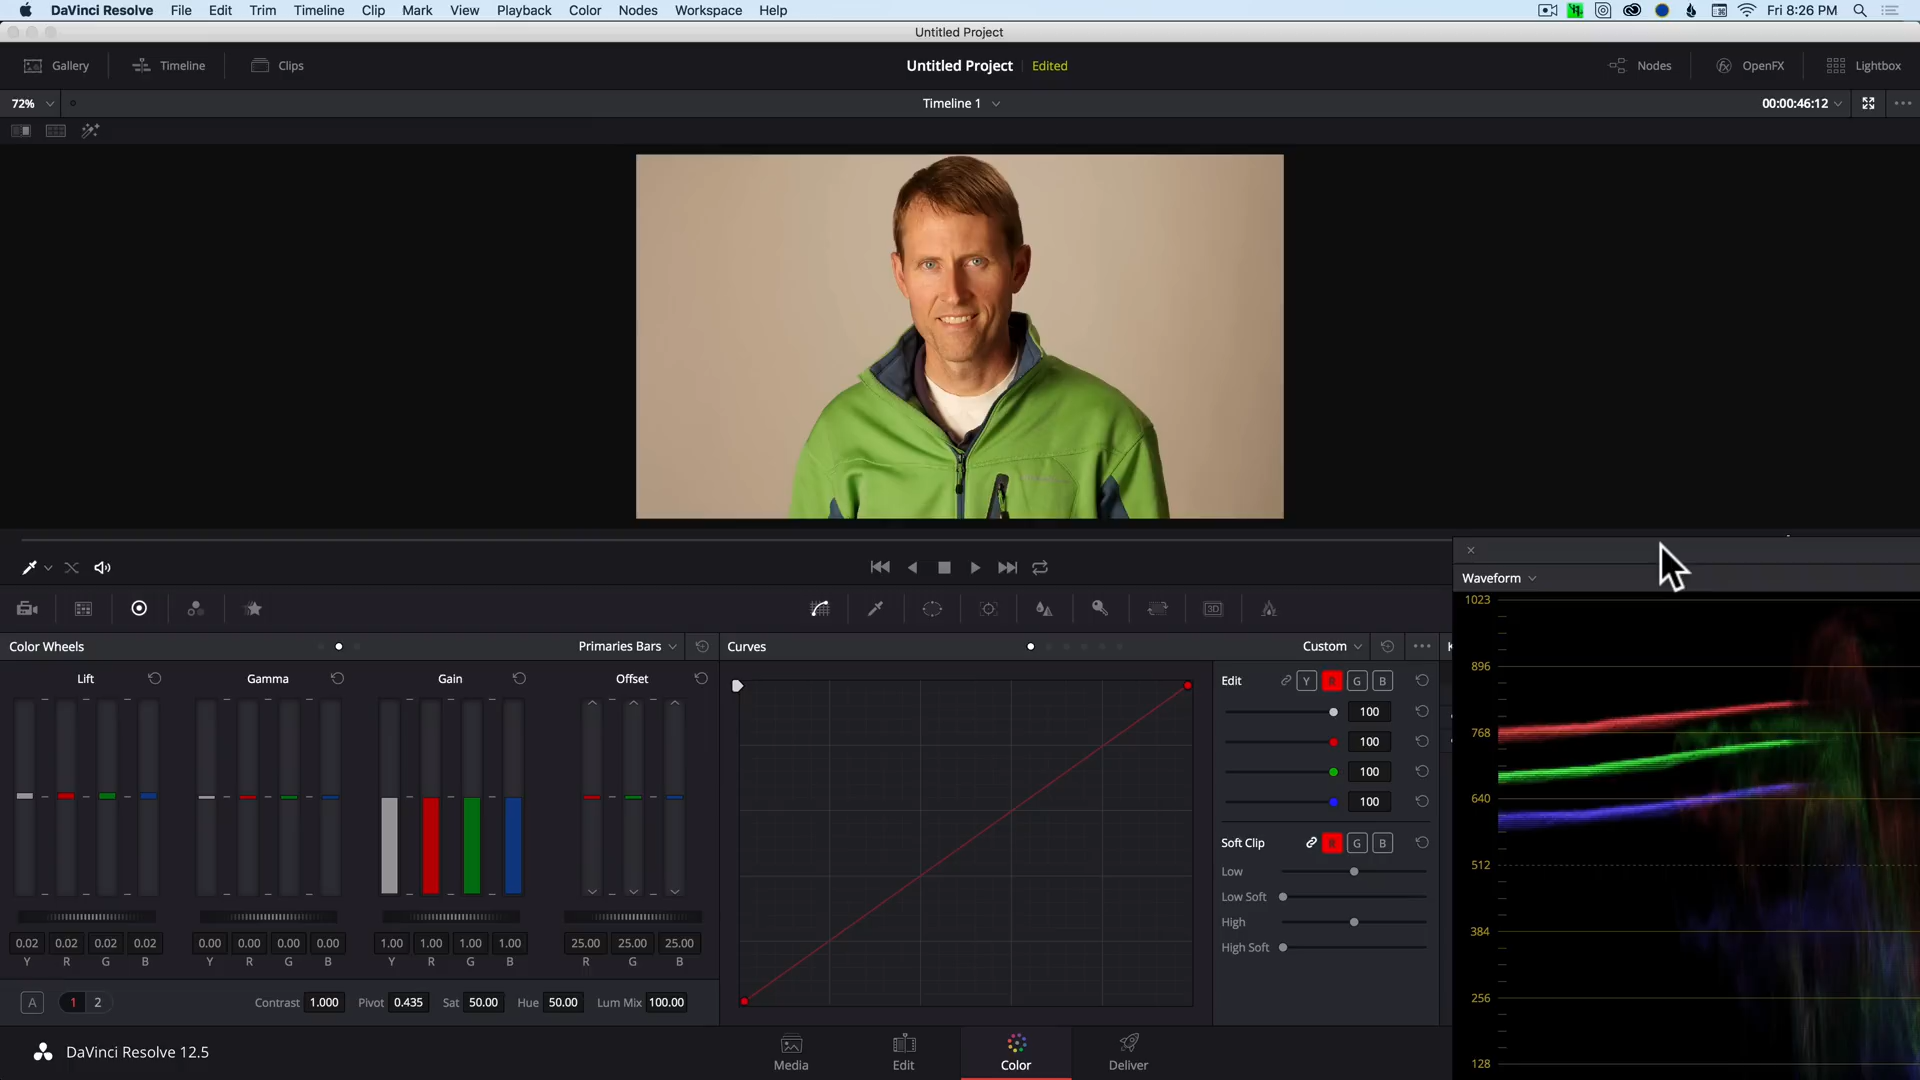 DaVinci Resolve File Edit Trim Timeline Clip Mark View Playback Color Nodes Workspace Help Fri 8:26 PM
Untitled Project
Gallery Timeline Clips Untitled Project Edited Nodes OpenFX Lightbox
72% Timeline 1 00:00:46:12
Waveform
1023
896
768
640
512
384
256
128
3D
Color Wheels Primaries Bars Curves Custom
Lift Gamma Gain Offset
Edit Y R G B
100
100
100
100
Soft Clip R G B
Low
Low Soft
High
High Soft
0.02 0.02 0.02 0.02 0.00 0.00 0.00 0.00 1.00 1.00 1.00 1.00 25.00 25.00 25.00
Y R G B Y R G B Y R G B R G B
A 1 2 Contrast 1.000 Pivot 0.435 Sat 50.00 Hue 50.00 Lum Mix 100.00
DaVinci Resolve 12.5 Media Edit Color Deliver